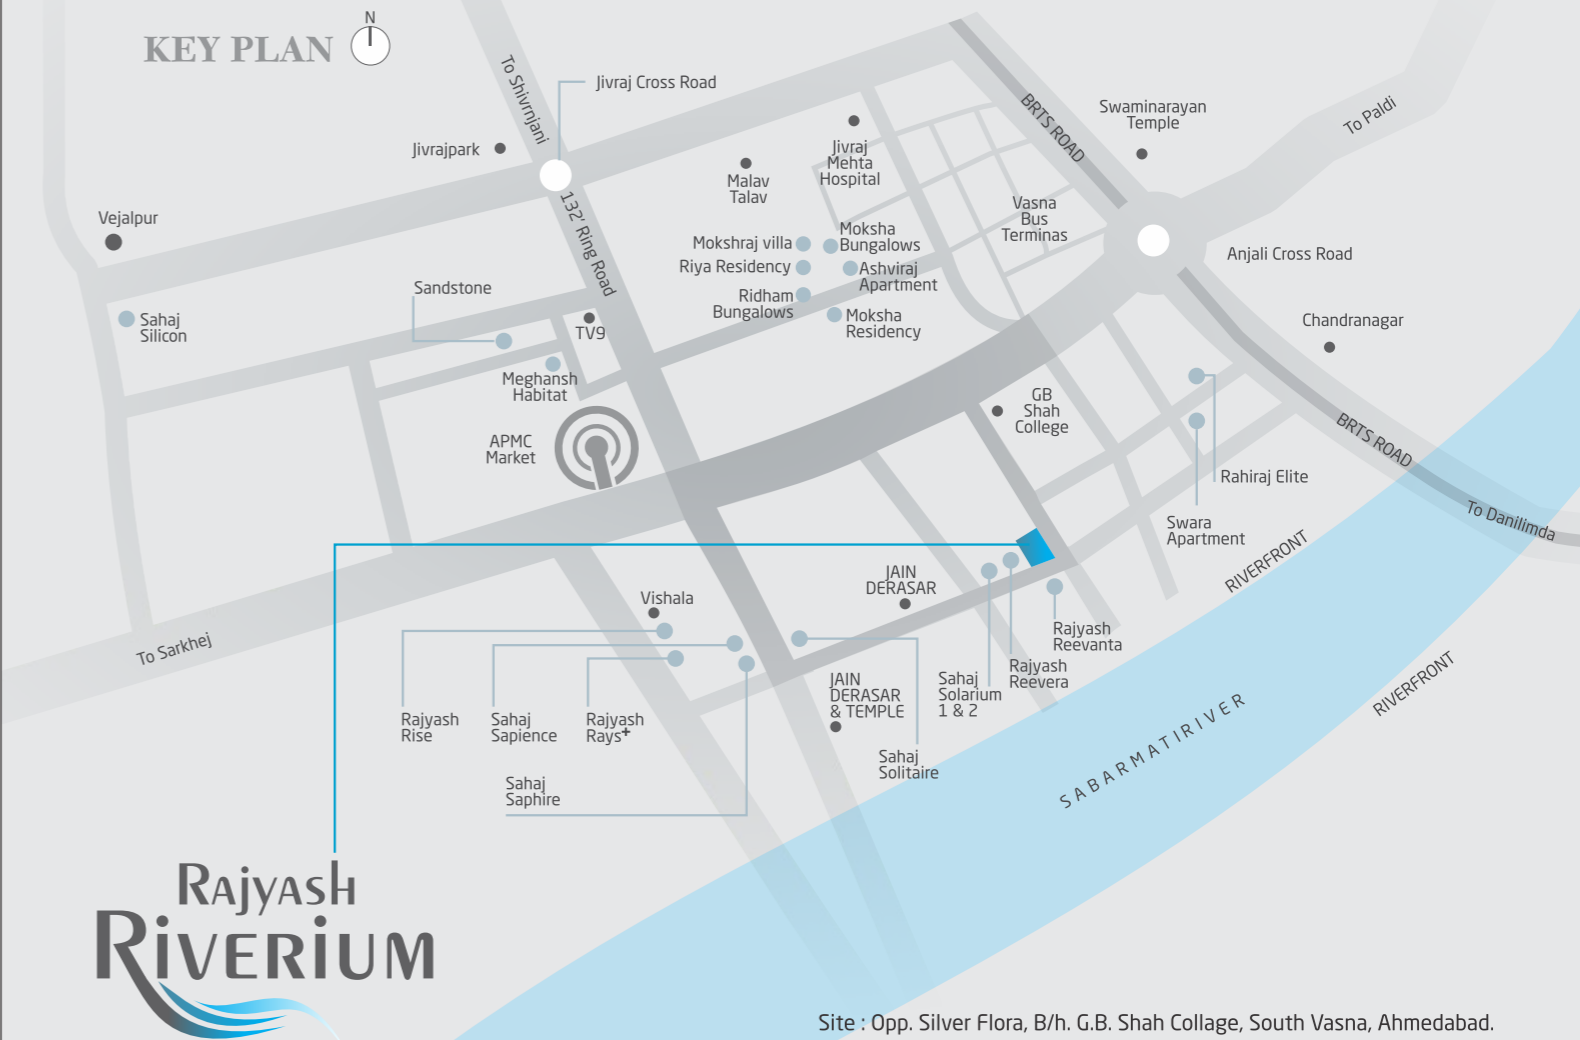 KEY PLAN
N
To Shivrnjani
Jivraj Cross Road
Jivrajpark
Vejalpur
132' Ring Road
Malav
Talav
Jivraj
Mehta
Hospital
BRTS ROAD
Swaminarayan
Temple
To Paldi
Vasna
Bus
Terminas
Anjali Cross Road
Mokshraj villa
Moksha
Bungalows
Riya Residency
Ashviraj
Apartment
Ridham
Bungalows
Moksha
Residency
Sandstone
Sahaj
Silicon
TV9
Meghansh
Habitat
APMC
Market
Chandranagar
GB
Shah
College
BRTS ROAD
Rahiraj Elite
Swara
Apartment
To Danilimda
RIVERFRONT
JAIN
DERASAR
Vishala
To Sarkhej
Rajyash
Reevanta
Rajyash
Reevera
Sahaj
Solarium
1 & 2
JAIN
DERASAR
& TEMPLE
RIVERFRONT
SABARMATIRIVER
Rajyash
Rise
Sahaj
Sapience
Rajyash
Rays+
Sahaj
Solitaire
Sahaj
Saphire
Rajyash
Riverium
Site : Opp. Silver Flora, B/h. G.B. Shah Collage, South Vasna, Ahmedabad.